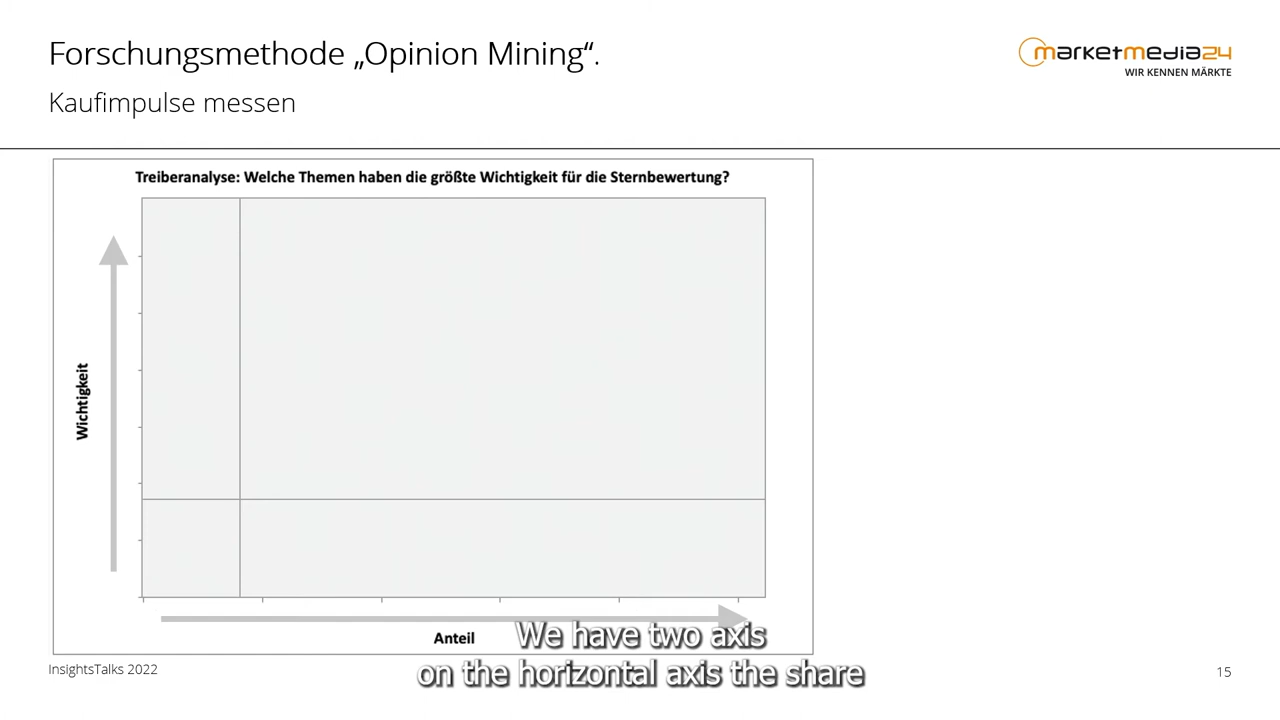 Forschungsmethode „Opinion Mining“.
Kaufimpulse messen
marketmedia24
WIR KENNEN MÄRKTE
Treiberanalyse: Welche Themen haben die größte Wichtigkeit für die Sternbewertung?
Wichtigkeit
Anteil
We have two axis
on the horizontal axis the share
InsightsTalks 2022
15